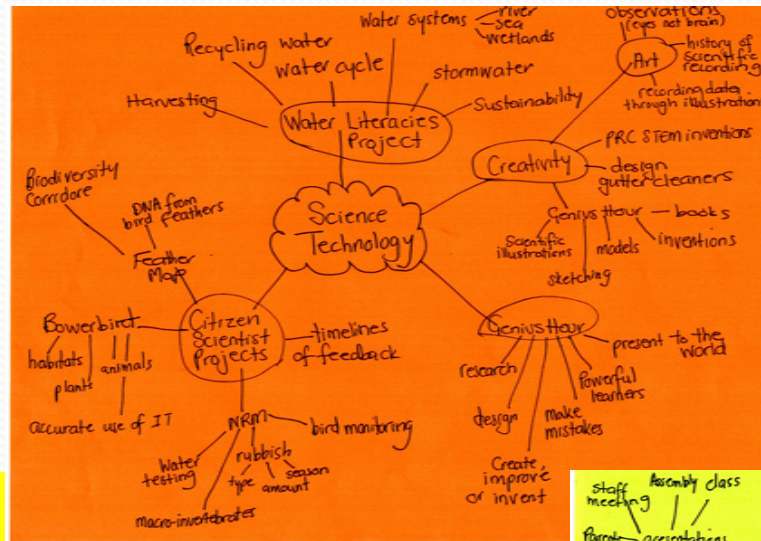 Science
Technology
Water Literacies
Project
Harvesting
Recycling water
water cycle
Water systems
river
sea
wetlands
stormwater
Sustainability
Creativity
Art
observations
(eyes not brain)
history of
scientific
recording
recording data
through illustration
PRC STEM inventions
design
gutter cleaners
Genius Hour
books
inventions
models
sketching
Scientific
illustrations
Genius Hour
present to the
world
Powerful
learners
make
mistakes
Create,
improve
or invent
design
research
Citizen
Scientist
Projects
timelines
of feedback
Feather
Map
DNA from
bird feathers
Biodiversity
Corridore
Bowerbird
habitats
plants
animals
accurate use of IT
NRM
bird monitoring
rubbish
type
amount
season
Water
testing
macro-invertebrates
staff
meeting
Assembly
class
Parent
presentations